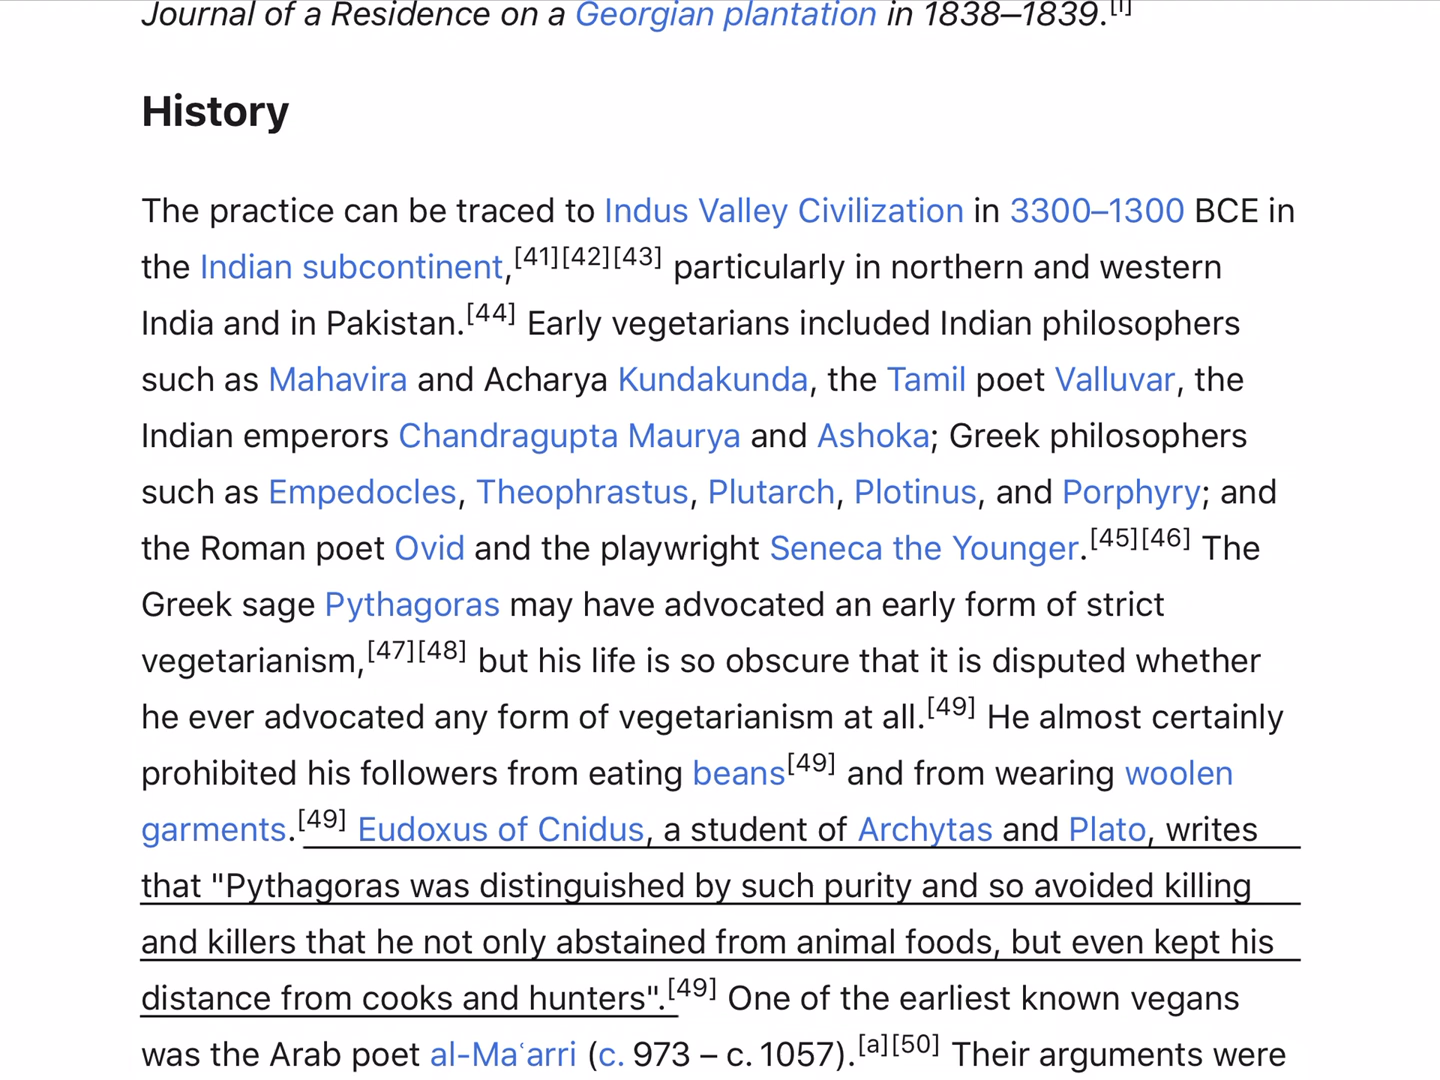 Journal of a Residence on a Georgian plantation in 1838–1839.[l]
History
The practice can be traced to Indus Valley Civilization in 3300–1300 BCE in
the Indian subcontinent,[41][42][43] particularly in northern and western
India and in Pakistan.[44] Early vegetarians included Indian philosophers
such as Mahavira and Acharya Kundakunda, the Tamil poet Valluvar, the
Indian emperors Chandragupta Maurya and Ashoka; Greek philosophers
such as Empedocles, Theophrastus, Plutarch, Plotinus, and Porphyry; and
the Roman poet Ovid and the playwright Seneca the Younger.[45][46] The
Greek sage Pythagoras may have advocated an early form of strict
vegetarianism,[47][48] but his life is so obscure that it is disputed whether
he ever advocated any form of vegetarianism at all.[49] He almost certainly
prohibited his followers from eating beans[49] and from wearing woolen
garments.[49] Eudoxus of Cnidus, a student of Archytas and Plato, writes
that "Pythagoras was distinguished by such purity and so avoided killing
and killers that he not only abstained from animal foods, but even kept his
distance from cooks and hunters".[49] One of the earliest known vegans
was the Arab poet al-Maʿarri (c. 973 – c. 1057).[a][50] Their arguments were